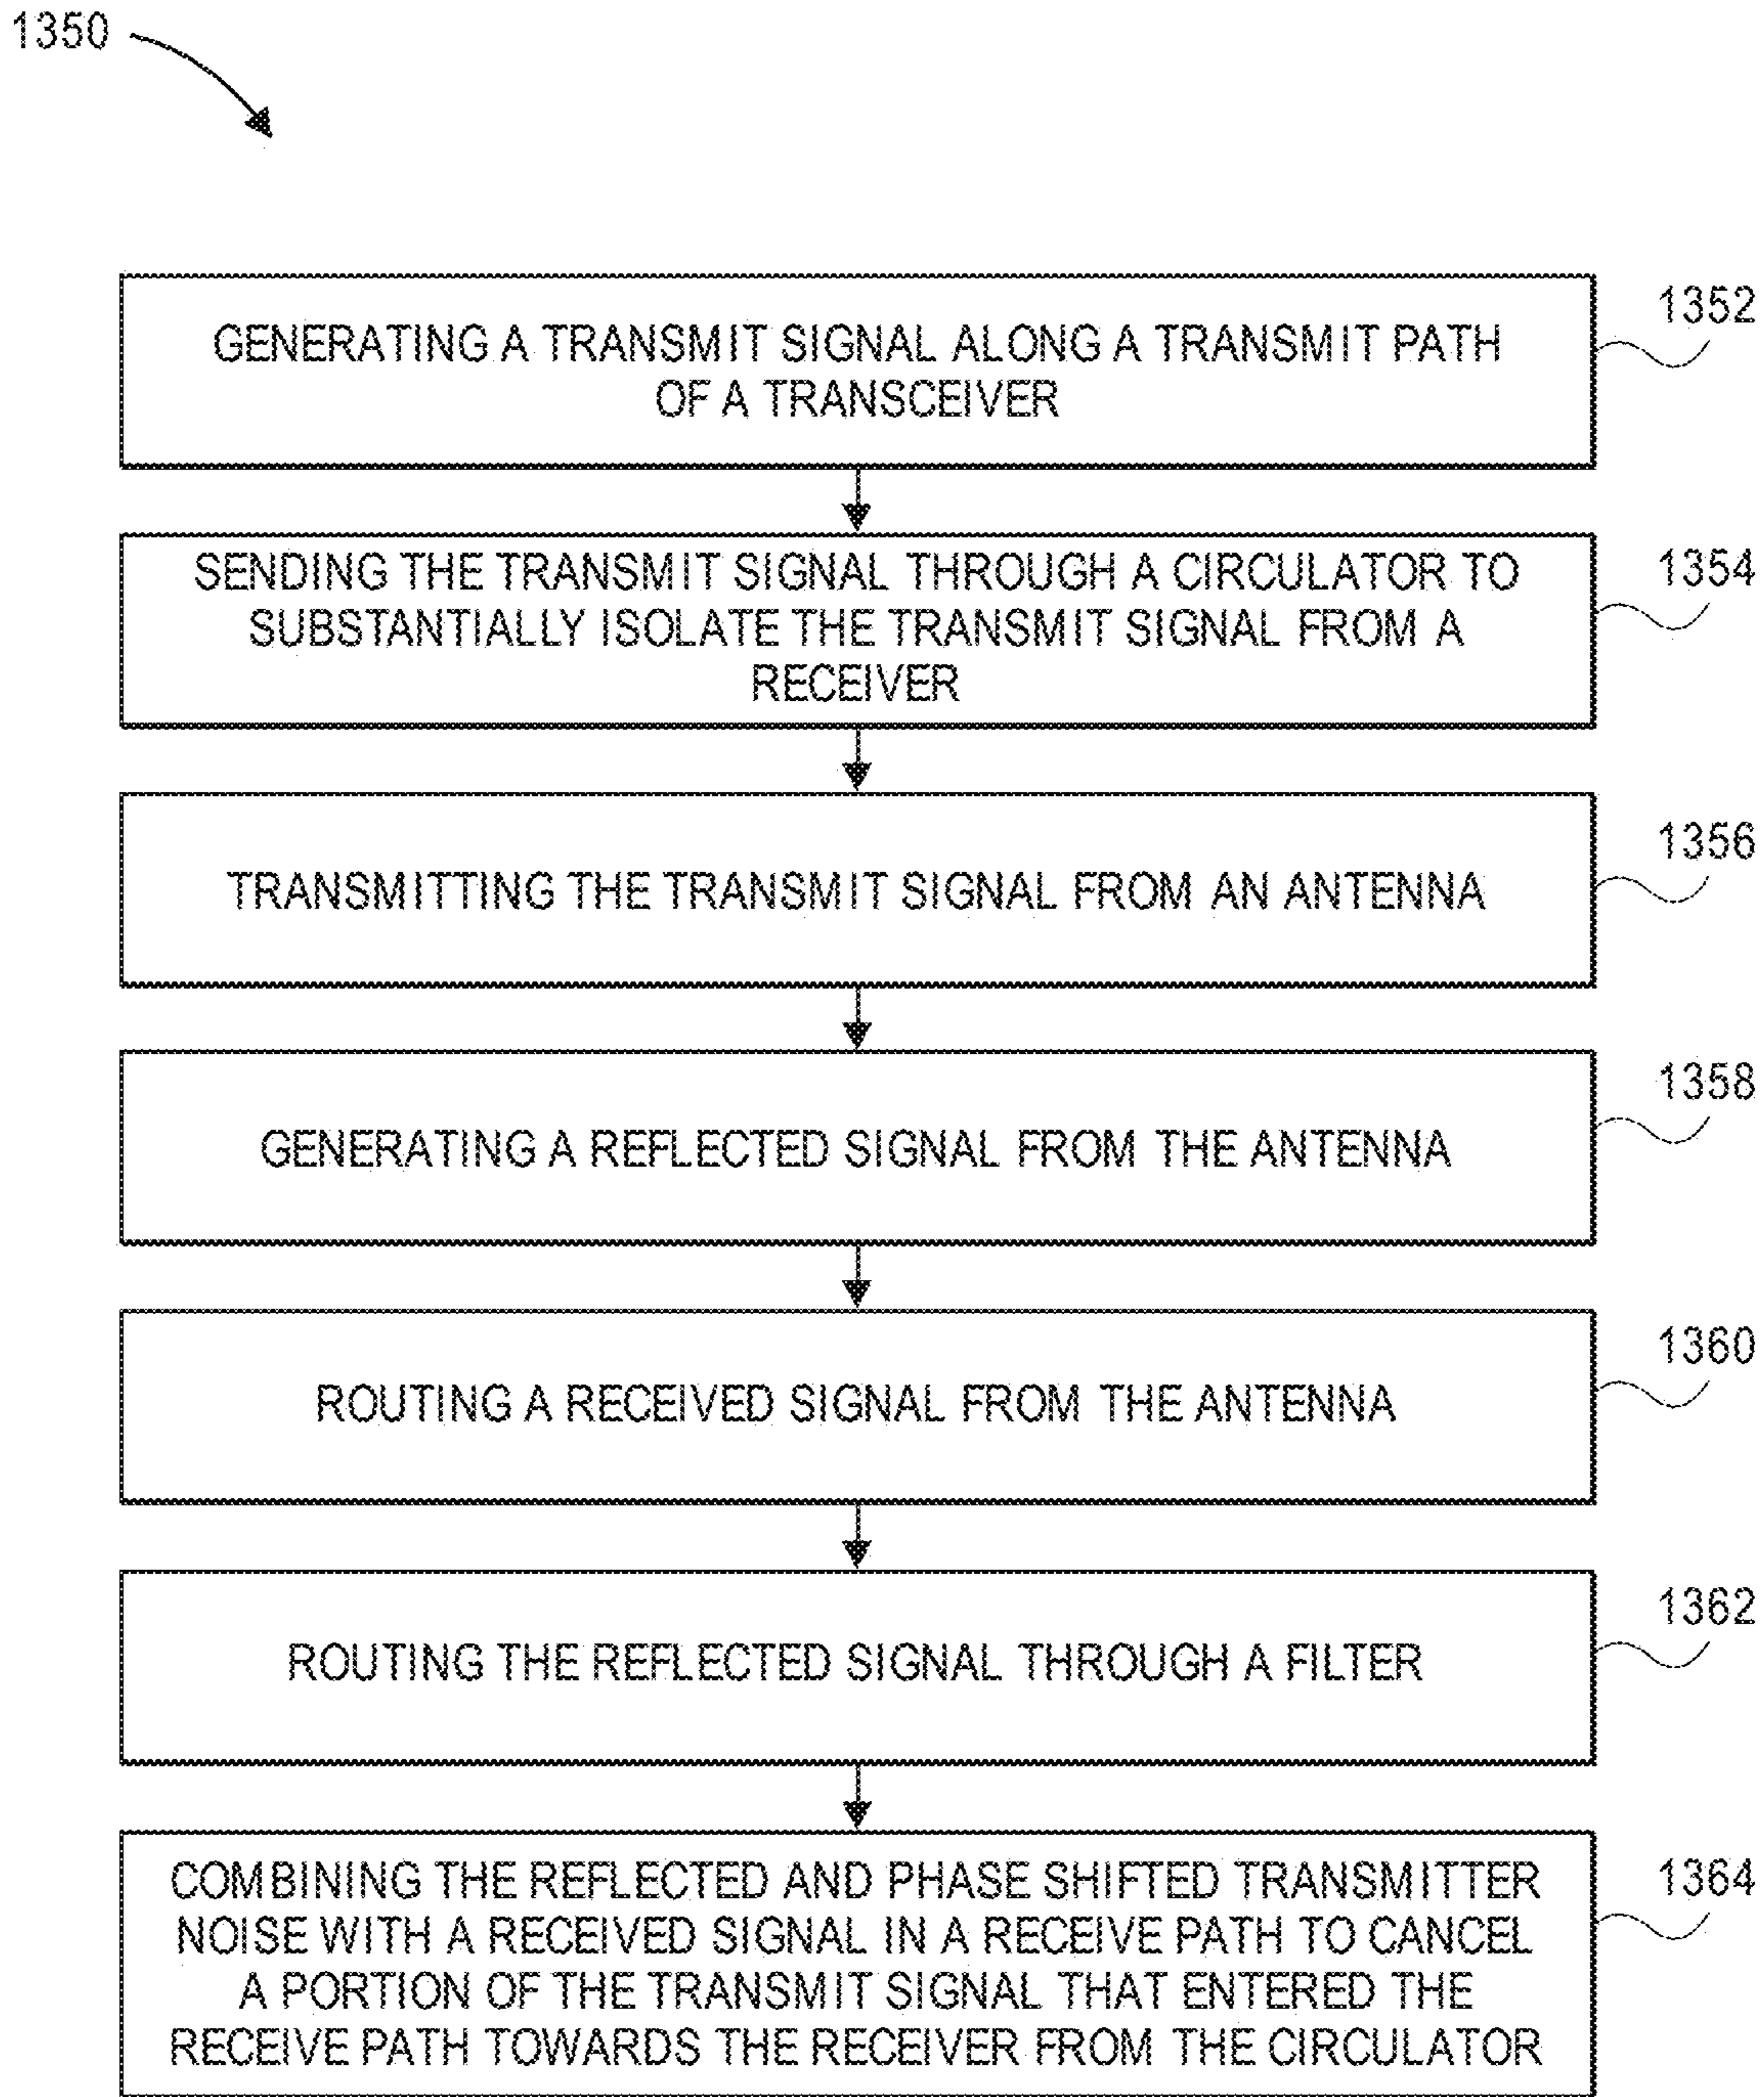 1350
GENERATING A TRANSMIT SIGNAL ALONG A TRANSMIT PATH
OF A TRANSCEIVER
1352
SENDING THE TRANSMIT SIGNAL THROUGH A CIRCULATOR TO
SUBSTANTIALLY ISOLATE THE TRANSMIT SIGNAL FROM A
RECEIVER
1354
TRANSMITTING THE TRANSMIT SIGNAL FROM AN ANTENNA
1356
GENERATING A REFLECTED SIGNAL FROM THE ANTENNA
1358
ROUTING A RECEIVED SIGNAL FROM THE ANTENNA
1360
ROUTING THE REFLECTED SIGNAL THROUGH A FILTER
1362
COMBINING THE REFLECTED AND PHASE SHIFTED TRANSMITTER
NOISE WITH A RECEIVED SIGNAL IN A RECEIVE PATH TO CANCEL
A PORTION OF THE TRANSMIT SIGNAL THAT ENTERED THE
RECEIVE PATH TOWARDS THE RECEIVER FROM THE CIRCULATOR
1364